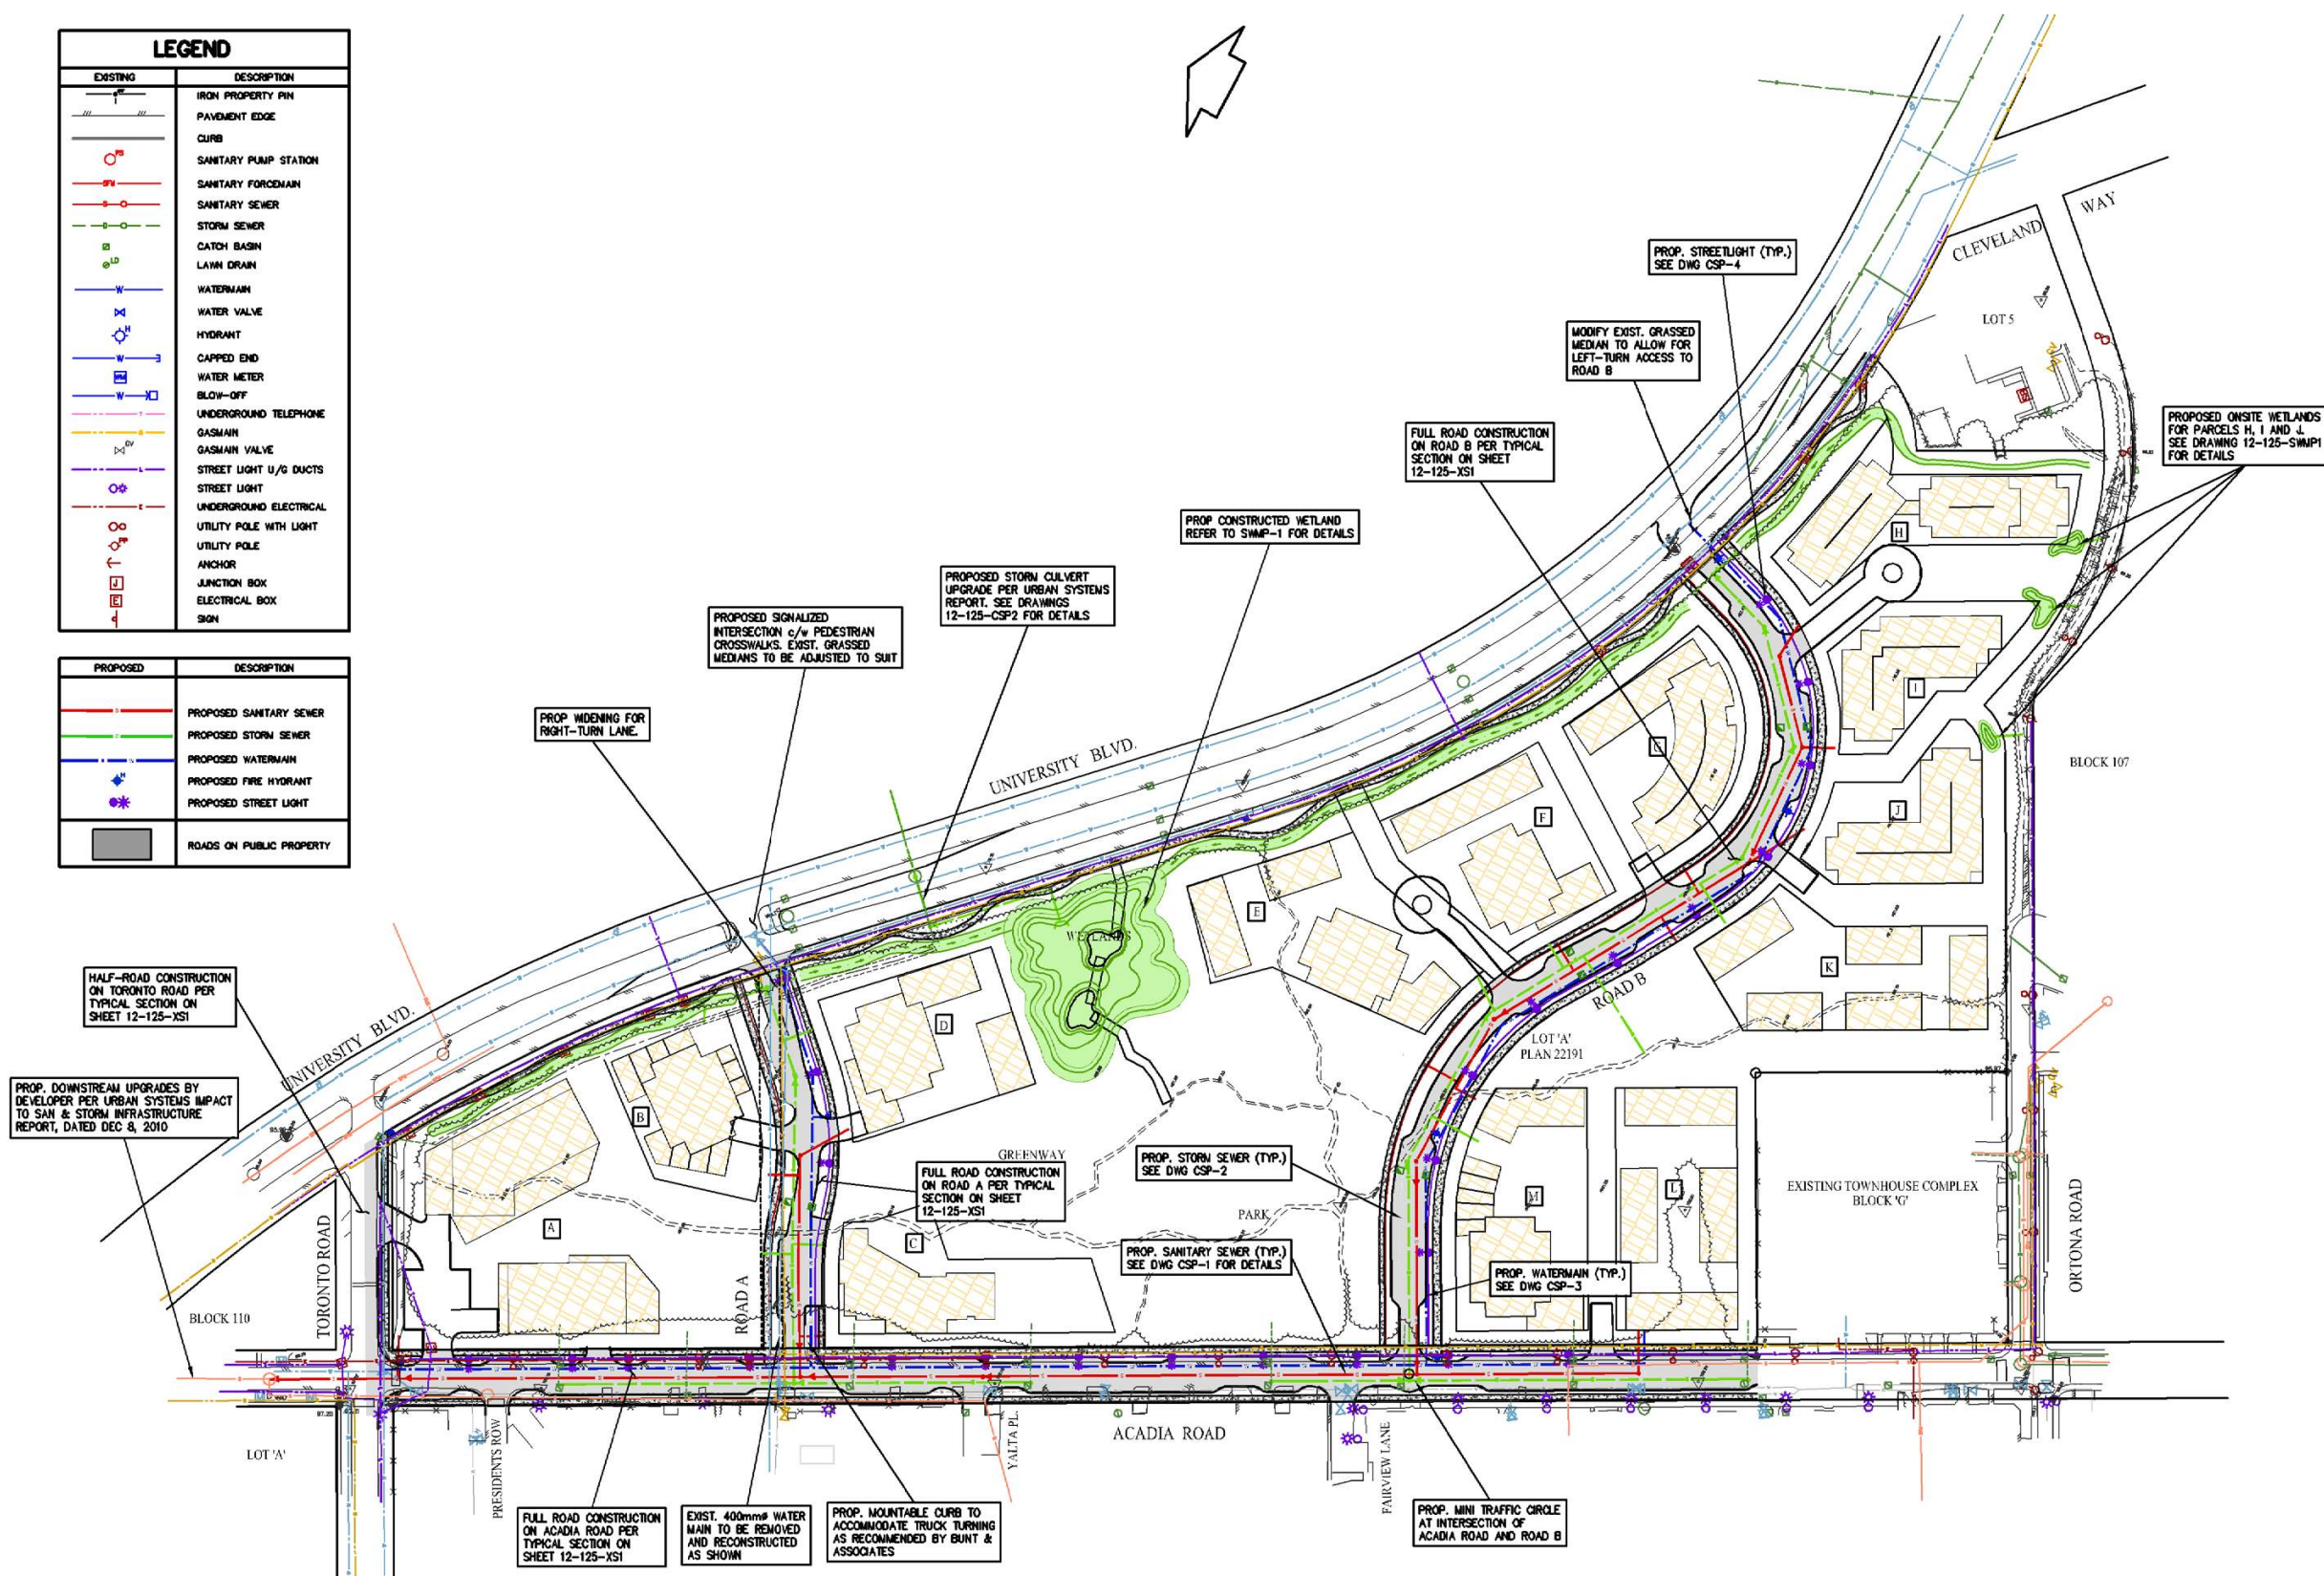 LEGEND
EXISTING DESCRIPTION
IRON PROPERTY PIN
PAVEMENT EDGE
CURB
SANITARY PUMP STATION
SANITARY FORCEMAIN
SANITARY SEWER
STORM SEWER
CATCH BASIN
LAWN DRAIN
WATERMAIN
WATER VALVE
HYDRANT
CAPPED END
WATER METER
BLOW-OFF
UNDERGROUND TELEPHONE
GASMAIN
GASMAIN VALVE
STREET LIGHT U/G DUCTS
STREET LIGHT
UNDERGROUND ELECTRICAL
UTILITY POLE WITH LIGHT
UTILITY POLE
ANCHOR
JUNCTION BOX
ELECTRICAL BOX
SIGN
PROPOSED DESCRIPTION
PROPOSED SANITARY SEWER
PROPOSED STORM SEWER
PROPOSED WATERMAIN
PROPOSED FIRE HYDRANT
PROPOSED STREET LIGHT
ROADS ON PUBLIC PROPERTY
CLEVELAND WAY
LOT 5
PROP. STREETLIGHT (TYP.)
SEE DWG CSP-4
MODIFY EXIST. GRASSED
MEDIAN TO ALLOW FOR
LEFT-TURN ACCESS TO
ROAD B
FULL ROAD CONSTRUCTION
ON ROAD B PER TYPICAL
SECTION ON SHEET
12-125-XS1
PROPOSED ONSITE WETLANDS
FOR PARCELS H, I AND J.
SEE DRAWING 12-125-SWMP1
FOR DETAILS
PROP CONSTRUCTED WETLAND
REFER TO SWMP-1 FOR DETAILS
PROPOSED STORM CULVERT
UPGRADE PER URBAN SYSTEMS
REPORT. SEE DRAWINGS
12-125-CSP2 FOR DETAILS
PROPOSED SIGNALIZED
INTERSECTION c/w PEDESTRIAN
CROSSWALKS. EXIST. GRASSED
MEDIANS TO BE ADJUSTED TO SUIT
PROP WIDENING FOR
RIGHT-TURN LANE.
UNIVERSITY BLVD.
H
I
G
J
F
E
K
BLOCK 107
WETLANDS
ROAD B
LOT 'A'
PLAN 22191
HALF-ROAD CONSTRUCTION
ON TORONTO ROAD PER
TYPICAL SECTION ON
SHEET 12-125-XS1
UNIVERSITY BLVD.
PROP. DOWNSTREAM UPGRADES BY
DEVELOPER PER URBAN SYSTEMS IMPACT
TO SAN & STORM INFRASTRUCTURE
REPORT, DATED DEC 8, 2010
D
B
A
C
GREENWAY
FULL ROAD CONSTRUCTION
ON ROAD A PER TYPICAL
SECTION ON SHEET
12-125-XS1
PROP. STORM SEWER (TYP.)
SEE DWG CSP-2
PARK
PROP. SANITARY SEWER (TYP.)
SEE DWG CSP-1 FOR DETAILS
PROP. WATERMAIN (TYP.)
SEE DWG CSP-3
M
L
EXISTING TOWNHOUSE COMPLEX
BLOCK 'G'
ORTONA ROAD
TORONTO ROAD
ROAD A
BLOCK 110
LOT 'A'
PRESIDENTS ROW
YALTA PL.
ACADIA ROAD
FAIRVIEW LANE
FULL ROAD CONSTRUCTION
ON ACADIA ROAD PER
TYPICAL SECTION ON
SHEET 12-125-XS1
EXIST. 400mmø WATER
MAIN TO BE REMOVED
AND RECONSTRUCTED
AS SHOWN
PROP. MOUNTABLE CURB TO
ACCOMMODATE TRUCK TURNING
AS RECOMMENDED BY BUNT &
ASSOCIATES
PROP. MINI TRAFFIC CIRCLE
AT INTERSECTION OF
ACADIA ROAD AND ROAD B